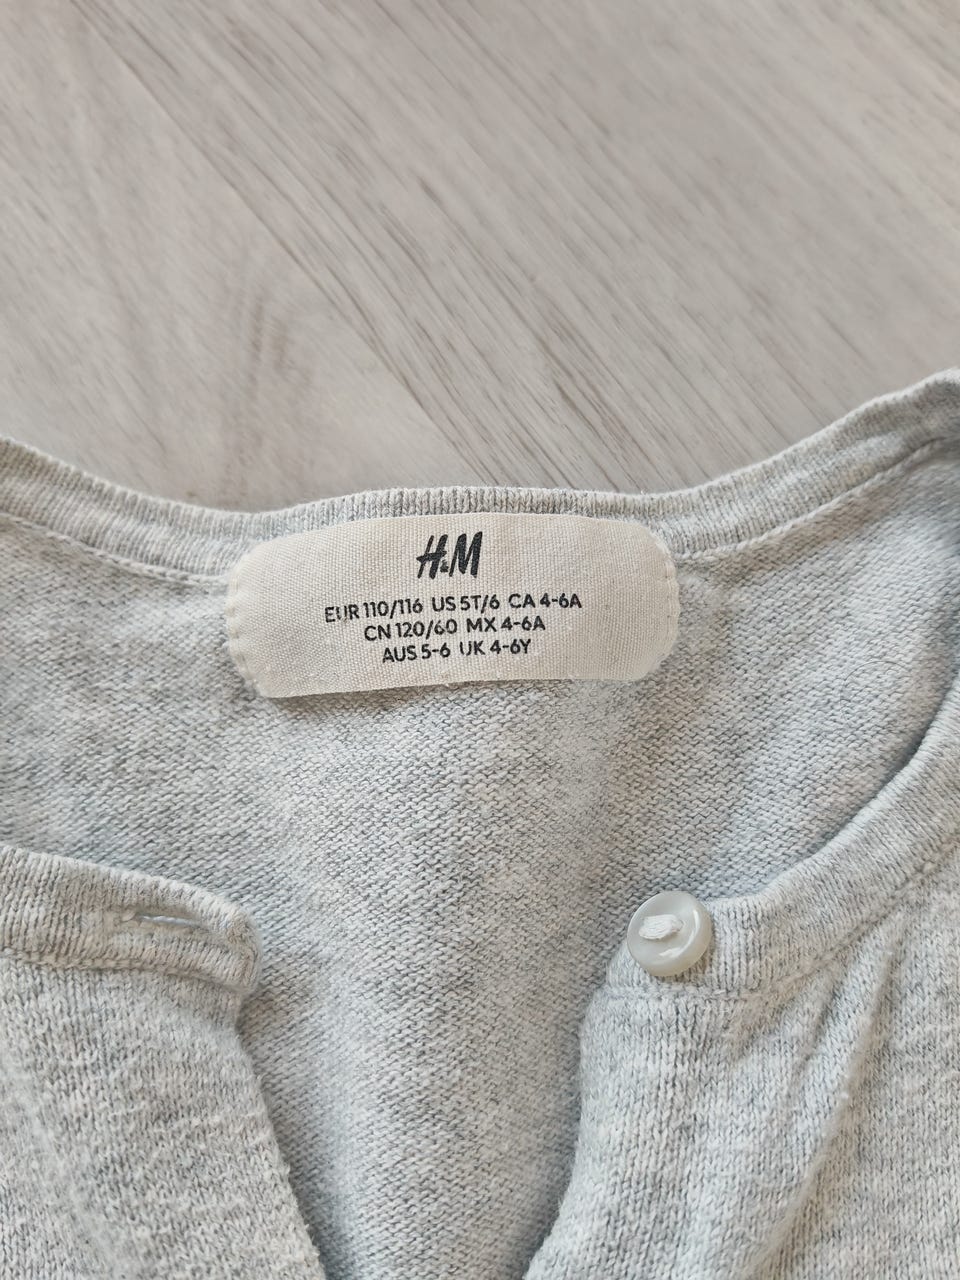 H&M
EUR 110/116 US 5T/6 CA 4-6A
CN 120/60 MX 4-6A
AUS 5-6 UK 4-6Y